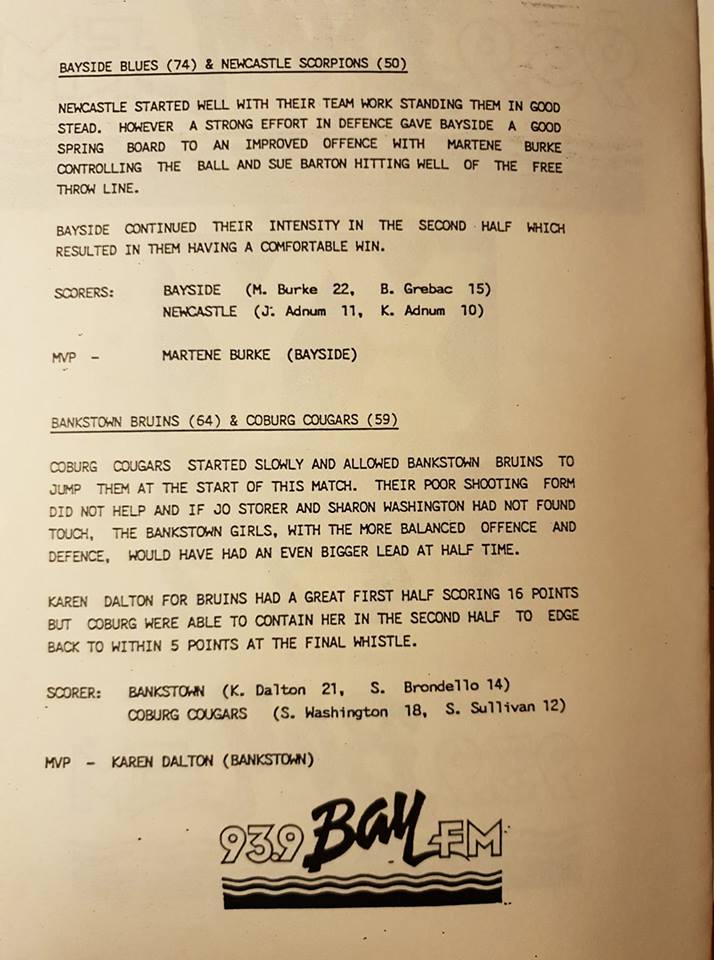 BAYSIDE BLUES (74) & NEWCASTLE SCORPIONS (50)
NEWCASTLE STARTED WELL WITH THEIR TEAM WORK STANDING THEM IN GOOD
STEAD. HOWEVER A STRONG EFFORT IN DEFENCE GAVE BAYSIDE A GOOD
SPRING BOARD TO AN IMPROVED OFFENCE WITH MARTENE BURKE
CONTROLLING THE BALL AND SUE BARTON HITTING WELL OF THE FREE
THROW LINE.
BAYSIDE CONTINUED THEIR INTENSITY IN THE SECOND HALF WHICH
RESULTED IN THEM HAVING A COMFORTABLE WIN.
SCORERS: BAYSIDE (M. Burke 22, B. Grebac 15)
NEWCASTLE (J. Adnum 11, K. Adnum 10)
MVP - MARTENE BURKE (BAYSIDE)
BANKSTOWN BRUINS (64) & COBURG COUGARS (59)
COBURG COUGARS STARTED SLOWLY AND ALLOWED BANKSTOWN BRUINS TO
JUMP THEM AT THE START OF THIS MATCH. THEIR POOR SHOOTING FORM
DID NOT HELP AND IF JO STORER AND SHARON WASHINGTON HAD NOT FOUND
TOUCH, THE BANKSTOWN GIRLS, WITH THE MORE BALANCED OFFENCE AND
DEFENCE, WOULD HAVE HAD AN EVEN BIGGER LEAD AT HALF TIME.
KAREN DALTON FOR BRUINS HAD A GREAT FIRST HALF SCORING 16 POINTS
BUT COBURG WERE ABLE TO CONTAIN HER IN THE SECOND HALF TO EDGE
BACK TO WITHIN 5 POINTS AT THE FINAL WHISTLE.
SCORER: BANKSTOWN (K. Dalton 21, S. Brondello 14)
COBURG COUGARS (S. Washington 18, S. Sullivan 12)
MVP - KAREN DALTON (BANKSTOWN)
93.9 Bay FM